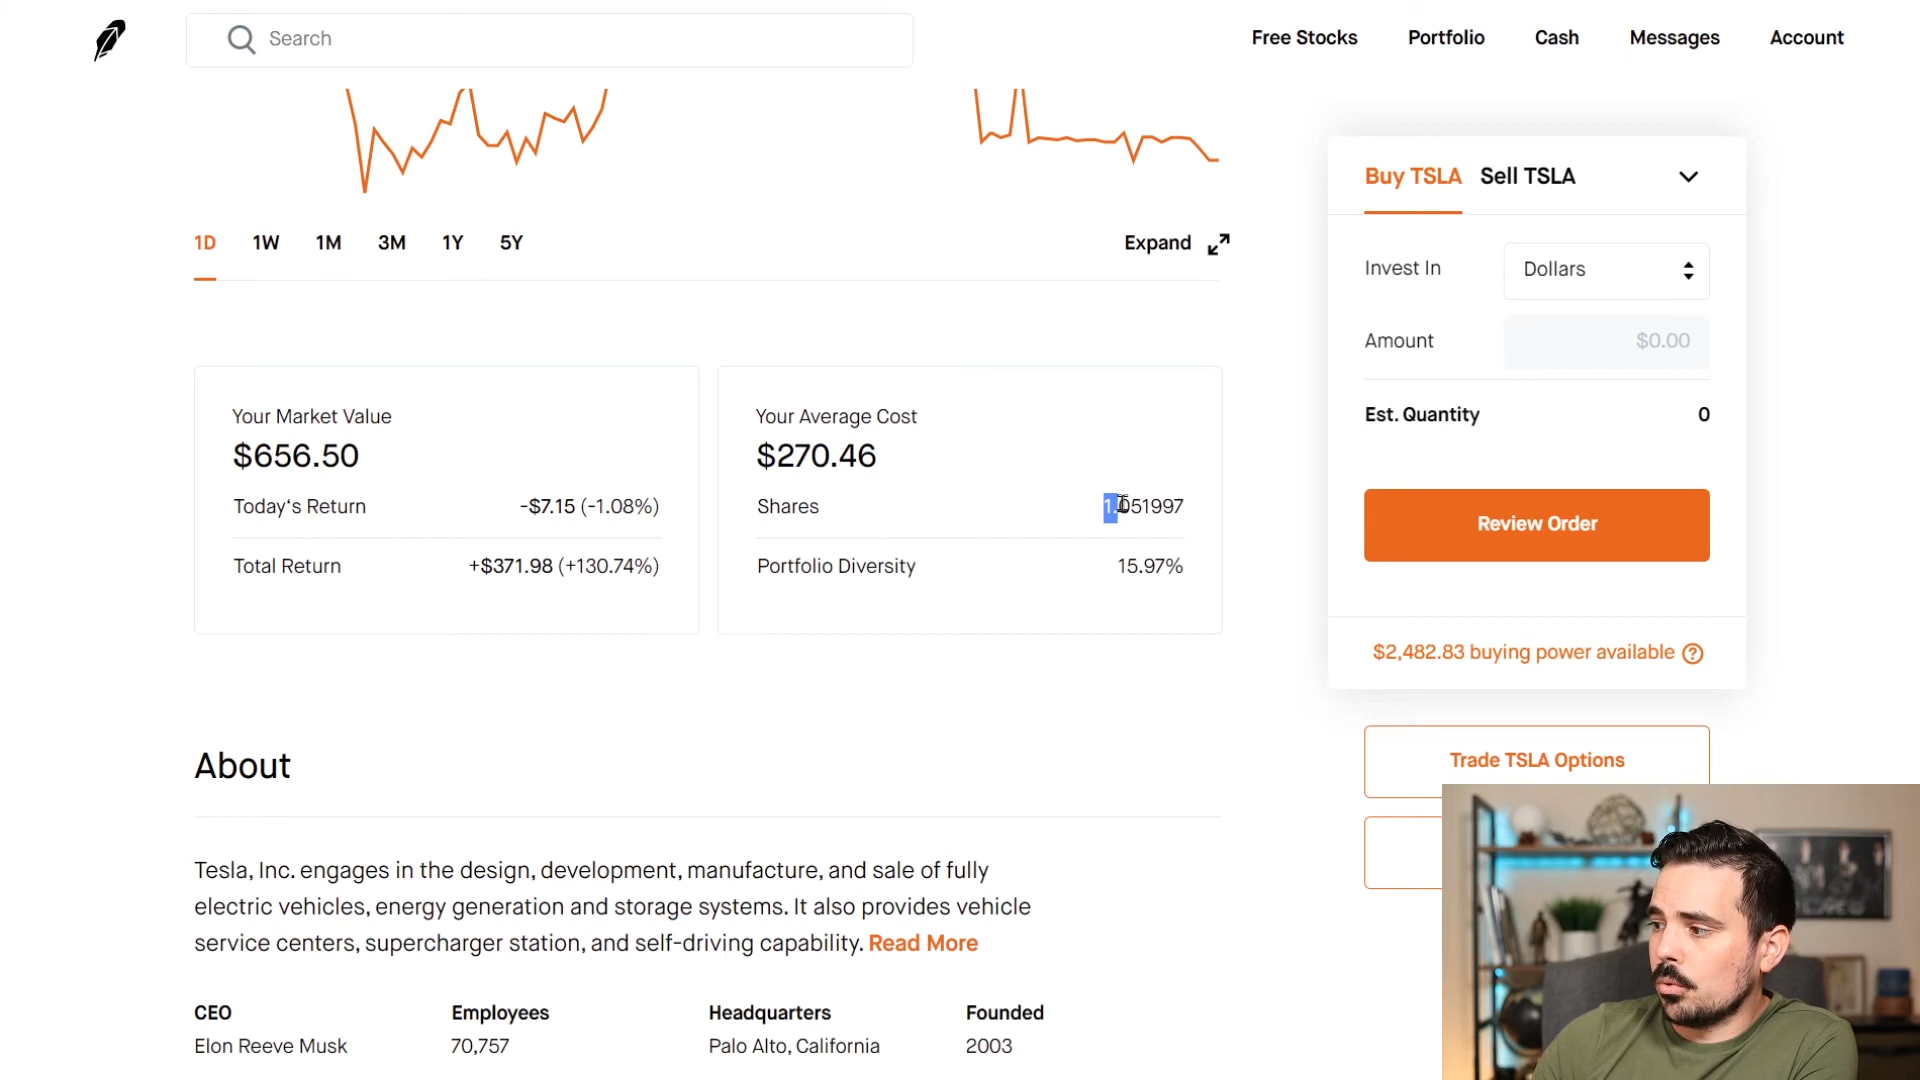 Search
Free Stocks
Portfolio
Cash
Messages
Account
1D 1W 1M 3M 1Y 5Y
Expand
Your Market Value
$656.50
Today's Return -$7.15 (-1.08%)
Total Return +$371.98 (+130.74%)
Your Average Cost
$270.46
Shares 1.051997
Portfolio Diversity 15.97%
Buy TSLA Sell TSLA
Invest In Dollars
Amount $0.00
Est. Quantity 0
Review Order
$2,482.83 buying power available
Trade TSLA Options
About
Tesla, Inc. engages in the design, development, manufacture, and sale of fully
electric vehicles, energy generation and storage systems. It also provides vehicle
service centers, supercharger station, and self-driving capability. Read More
CEO
Elon Reeve Musk
Employees
70,757
Headquarters
Palo Alto, California
Founded
2003